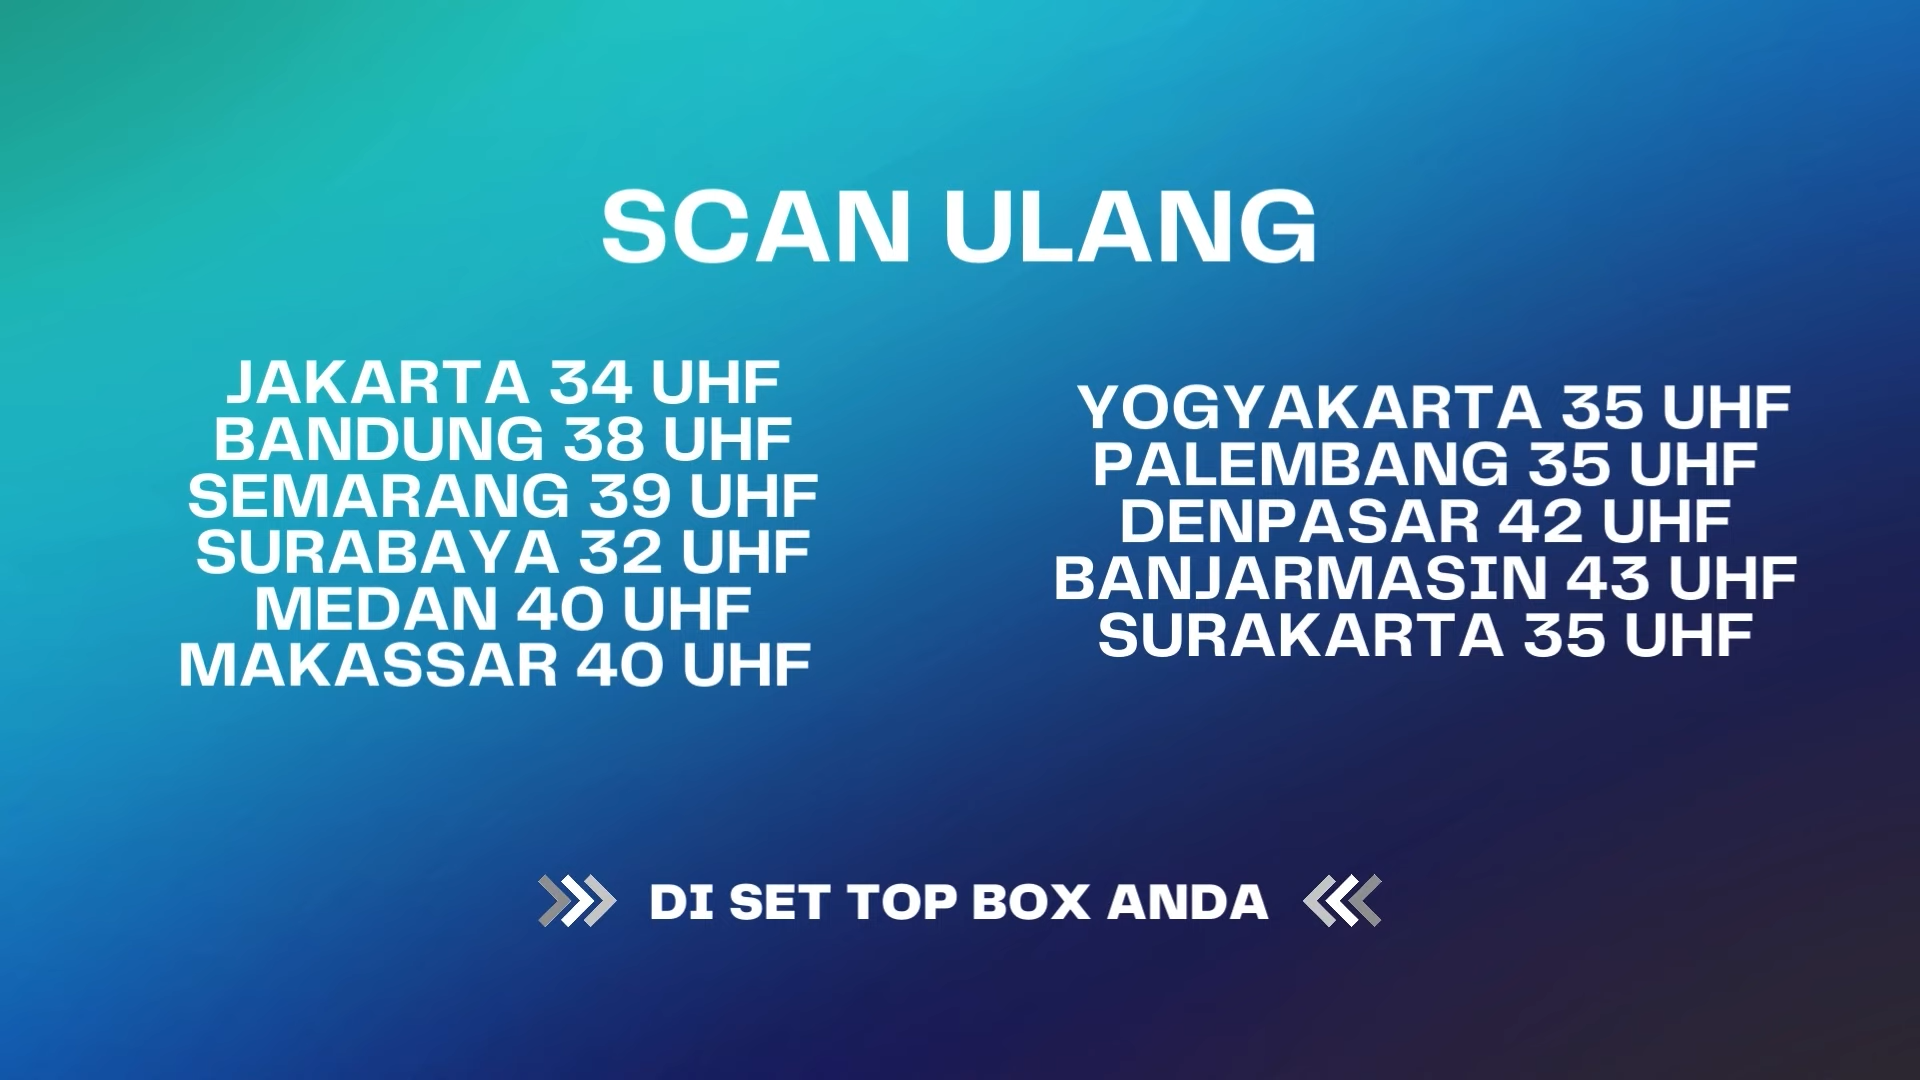 SCAN ULANG
JAKARTA 34 UHF
BANDUNG 38 UHF
SEMARANG 39 UHF
SURABAYA 32 UHF
MEDAN 40 UHF
MAKASSAR 40 UHF
YOGYAKARTA 35 UHF
PALEMBANG 35 UHF
DENPASAR 42 UHF
BANJARMASIN 43 UHF
SURAKARTA 35 UHF
DI SET TOP BOX ANDA